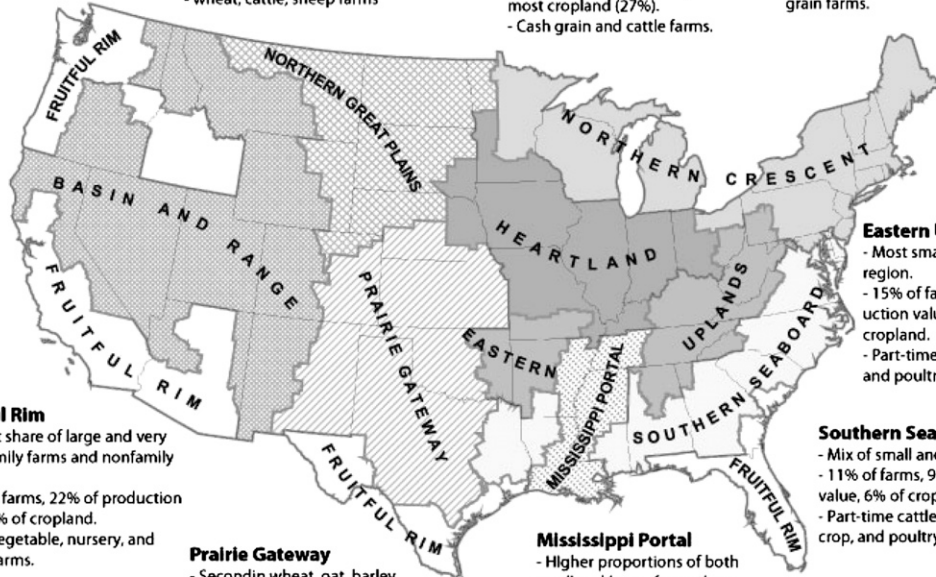 - wheat, cattle, sheep farms
most cropland (27%).
- Cash grain and cattle farms.
grain farms.
FRUITFUL RIM
NORTHERN GREAT PLAINS
NORTHERN CRESCENT
BASIN AND RANGE
HEARTLAND
Eastern
- Most sma
region.
- 15% of fa
uction valu
cropland.
- Part-time
and poultr
FRUITFUL RIM
PRAIRIE GATEWAY
EASTERN UPLANDS
MISSISSIPPI PORTAL
SOUTHERN SEABOARD
FRUITFUL RIM
FRUITFUL RIM
l Rim
share of large and very
mily farms and nonfamily
farms, 22% of production
% of cropland.
egetable, nursery, and
arms.
Southern Sea
- Mix of small and
- 11% of farms, 9
value, 6% of crop
- Part-time cattle
crop, and poultry
Prairie Gateway
- Second in wheat, oat, barley
Mississippi Portal
- Higher proportions of both